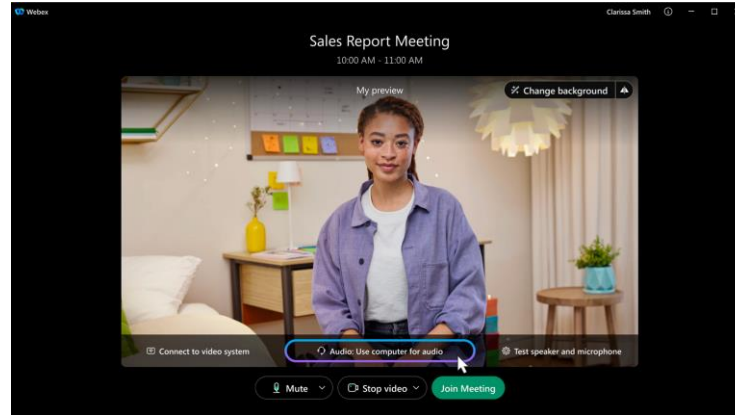 Webex
Clarissa Smith
Sales Report Meeting
10:00 AM - 11:00 AM
My preview
Change background
Connect to video system
Audio: Use computer for audio
Test speaker and microphone
Mute
Stop video
Join Meeting